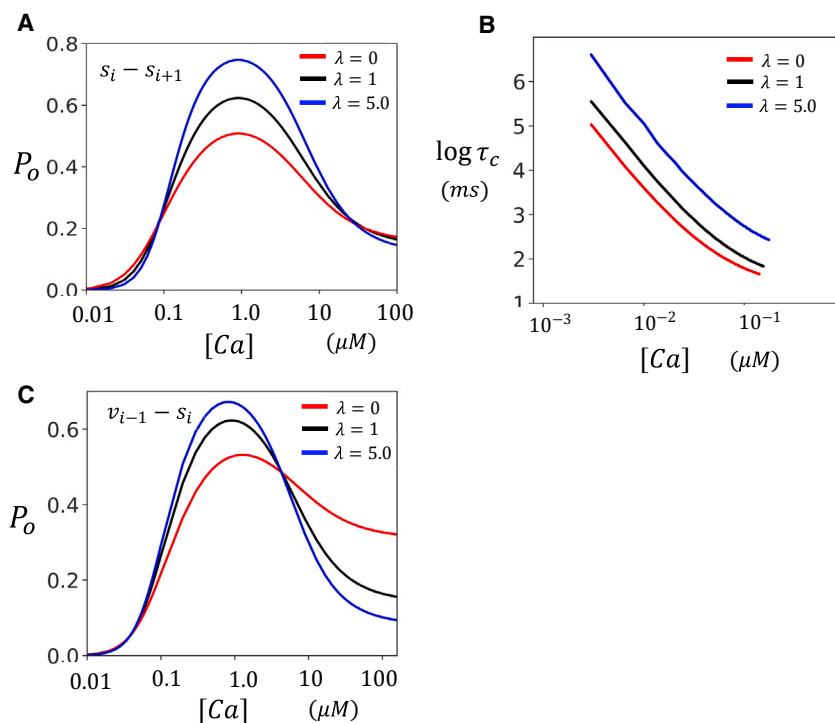 A
0.8
0.6
0.4
0.2
0.0
P_o
s_i − s_{i+1}
λ = 0
λ = 1
λ = 5.0
0.01 0.1 1.0 10 100
[Ca] (μM)
B
6
5
4
3
2
1
log τ_c
(ms)
λ = 0
λ = 1
λ = 5.0
10^{-3} 10^{-2} 10^{-1}
[Ca] (μM)
C
0.6
0.4
0.2
0.0
P_o
v_{i−1} − s_i
λ = 0
λ = 1
λ = 5.0
0.01 0.1 1.0 10 100
[Ca] (μM)